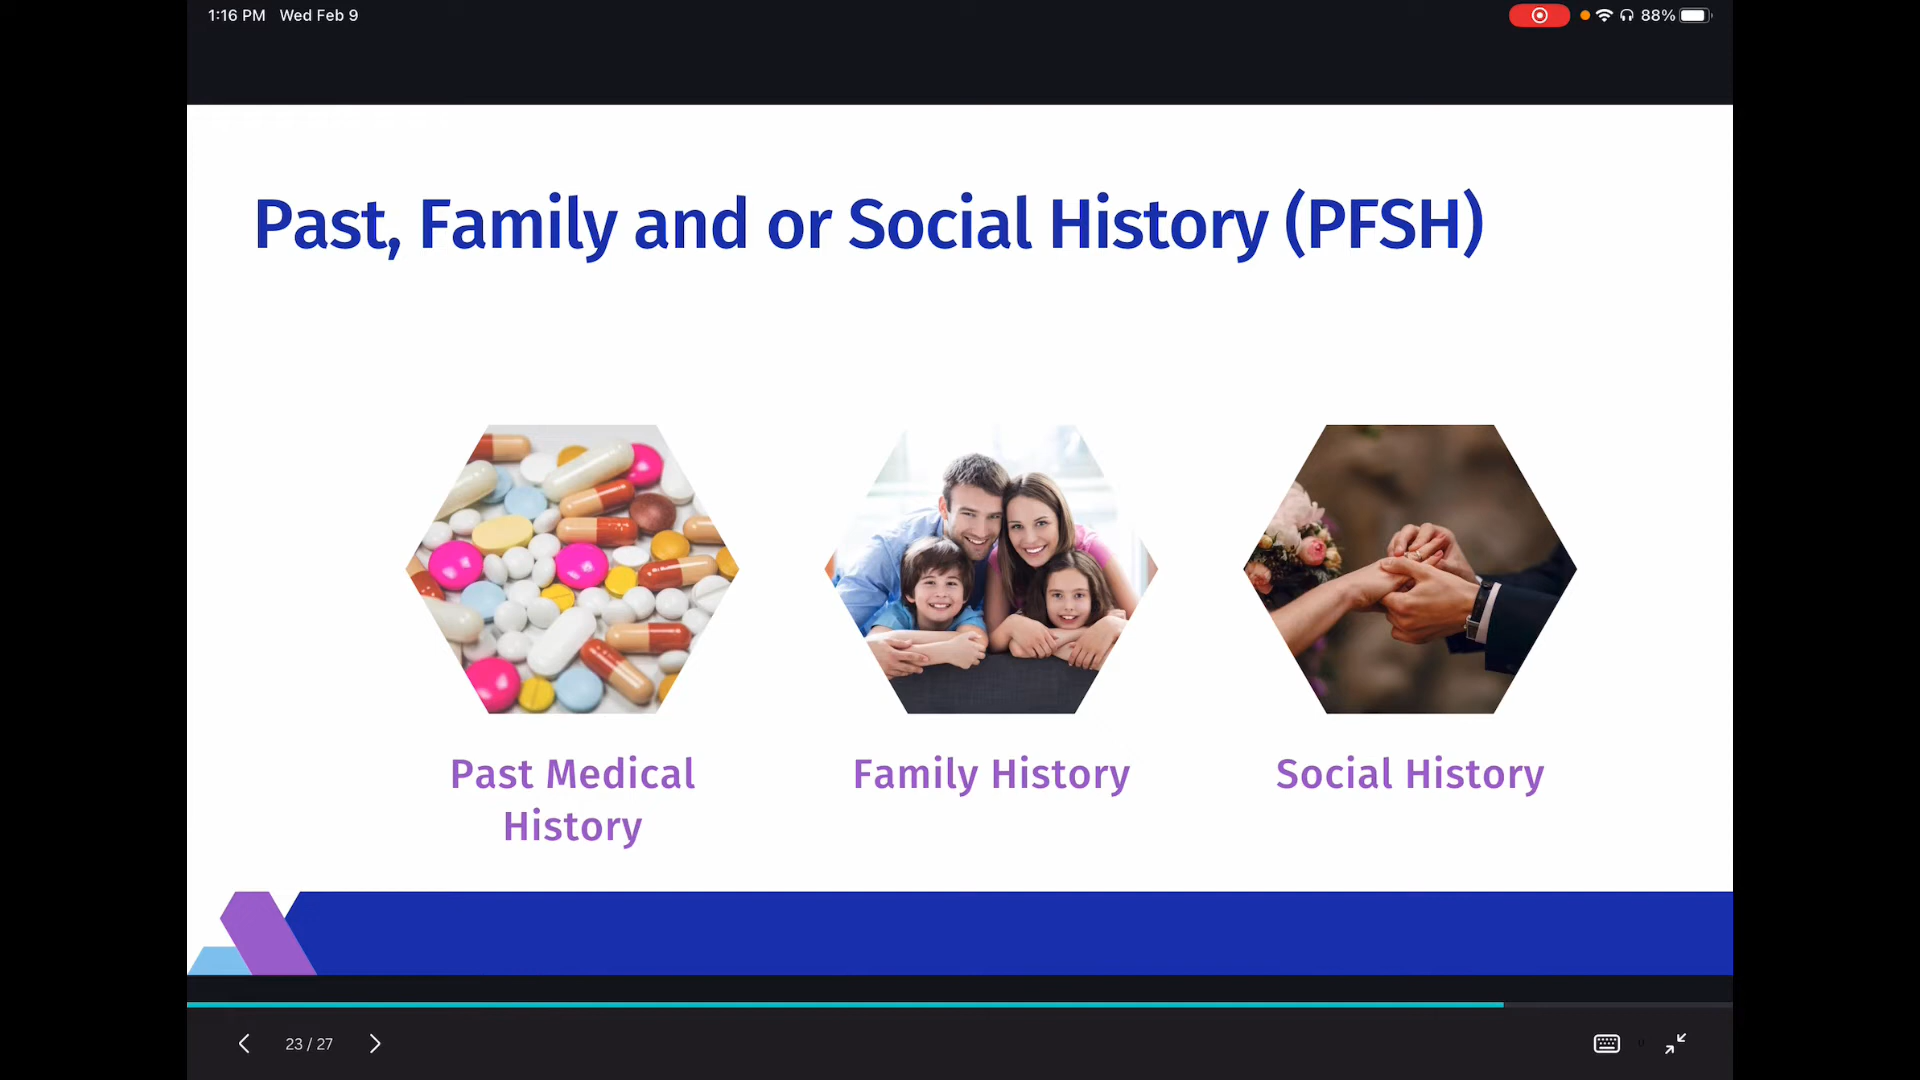 1:16 PM Wed Feb 9
88%
Past, Family and or Social History (PFSH)
Past Medical
History
Family History
Social History
23 / 27